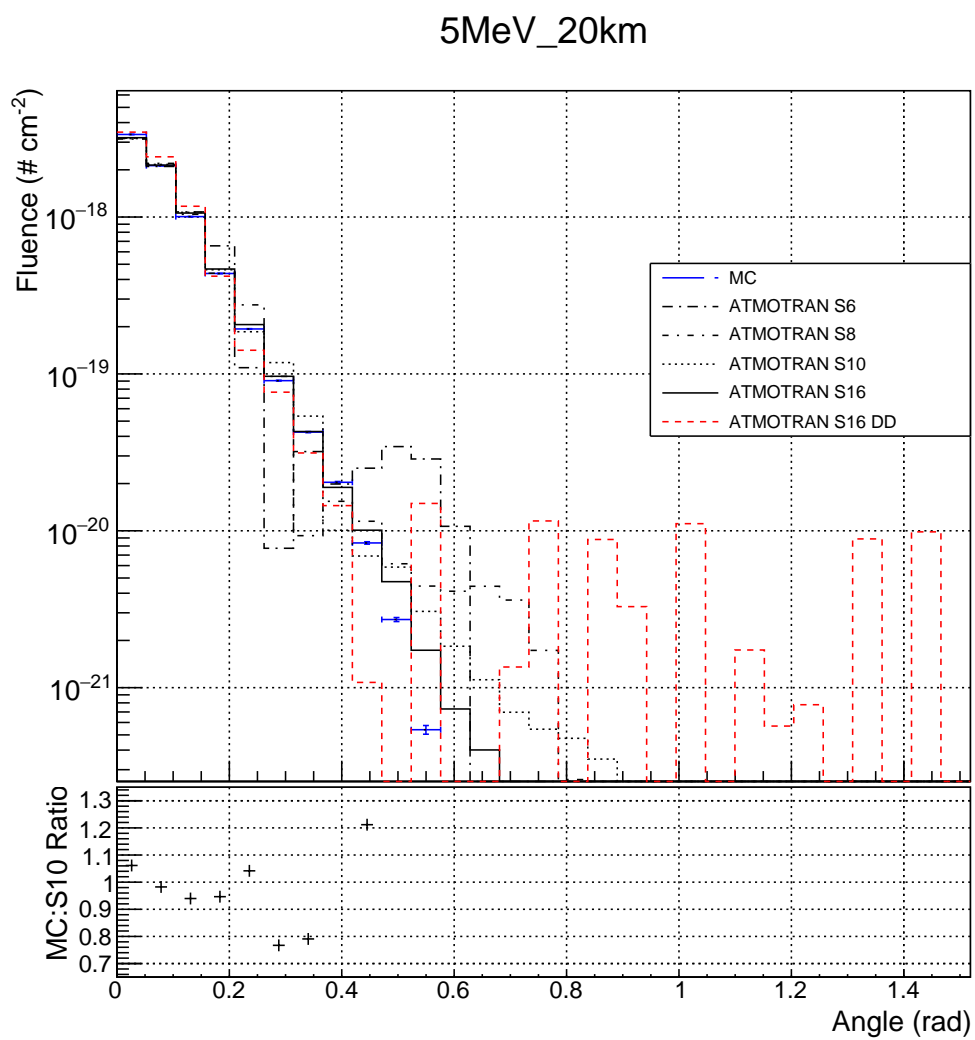 5MeV_20km
Fluence (# cm⁻²)
10⁻¹⁸
10⁻¹⁹
10⁻²⁰
10⁻²¹
MC
ATMOTRAN S6
ATMOTRAN S8
ATMOTRAN S10
ATMOTRAN S16
ATMOTRAN S16 DD
MC:S10 Ratio
1.3
1.2
1.1
1
0.9
0.8
0.7
0 0.2 0.4 0.6 0.8 1 1.2 1.4
Angle (rad)